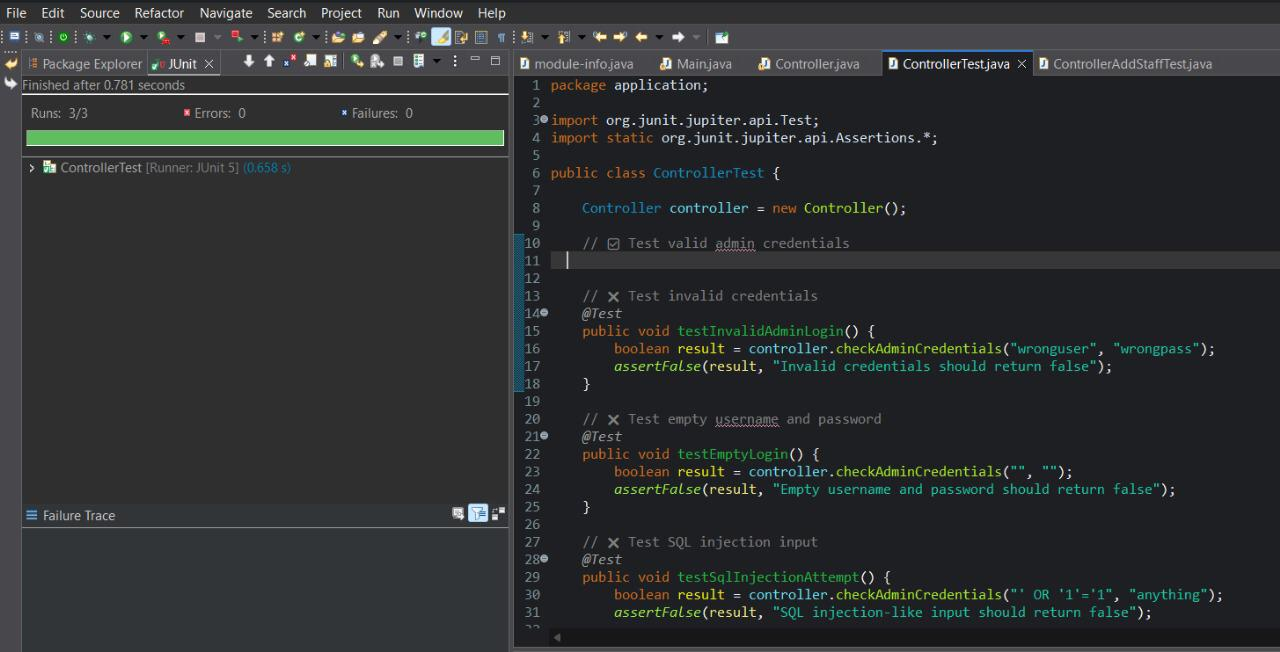 File Edit Source Refactor Navigate Search Project Run Window Help
Package Explorer JUnit
Finished after 0.781 seconds
Runs: 3/3 Errors: 0 Failures: 0
ControllerTest [Runner: JUnit 5] (0.658 s)
Failure Trace
module-info.java Main.java Controller.java ControllerTest.java ControllerAddStaffTest.java
1 package application;
2
3 import org.junit.jupiter.api.Test;
4 import static org.junit.jupiter.api.Assertions.*;
5
6 public class ControllerTest {
7
8 Controller controller = new Controller();
9
10 // ☑ Test valid admin credentials
11
12
13 // ❌ Test invalid credentials
14 @Test
15 public void testInvalidAdminLogin() {
16 boolean result = controller.checkAdminCredentials("wronguser", "wrongpass");
17 assertFalse(result, "Invalid credentials should return false");
18 }
19
20 // ❌ Test empty username and password
21 @Test
22 public void testEmptyLogin() {
23 boolean result = controller.checkAdminCredentials("", "");
24 assertFalse(result, "Empty username and password should return false");
25 }
26
27 // ❌ Test SQL injection input
28 @Test
29 public void testSqlInjectionAttempt() {
30 boolean result = controller.checkAdminCredentials("' OR '1'='1", "anything");
31 assertFalse(result, "SQL injection-like input should return false");